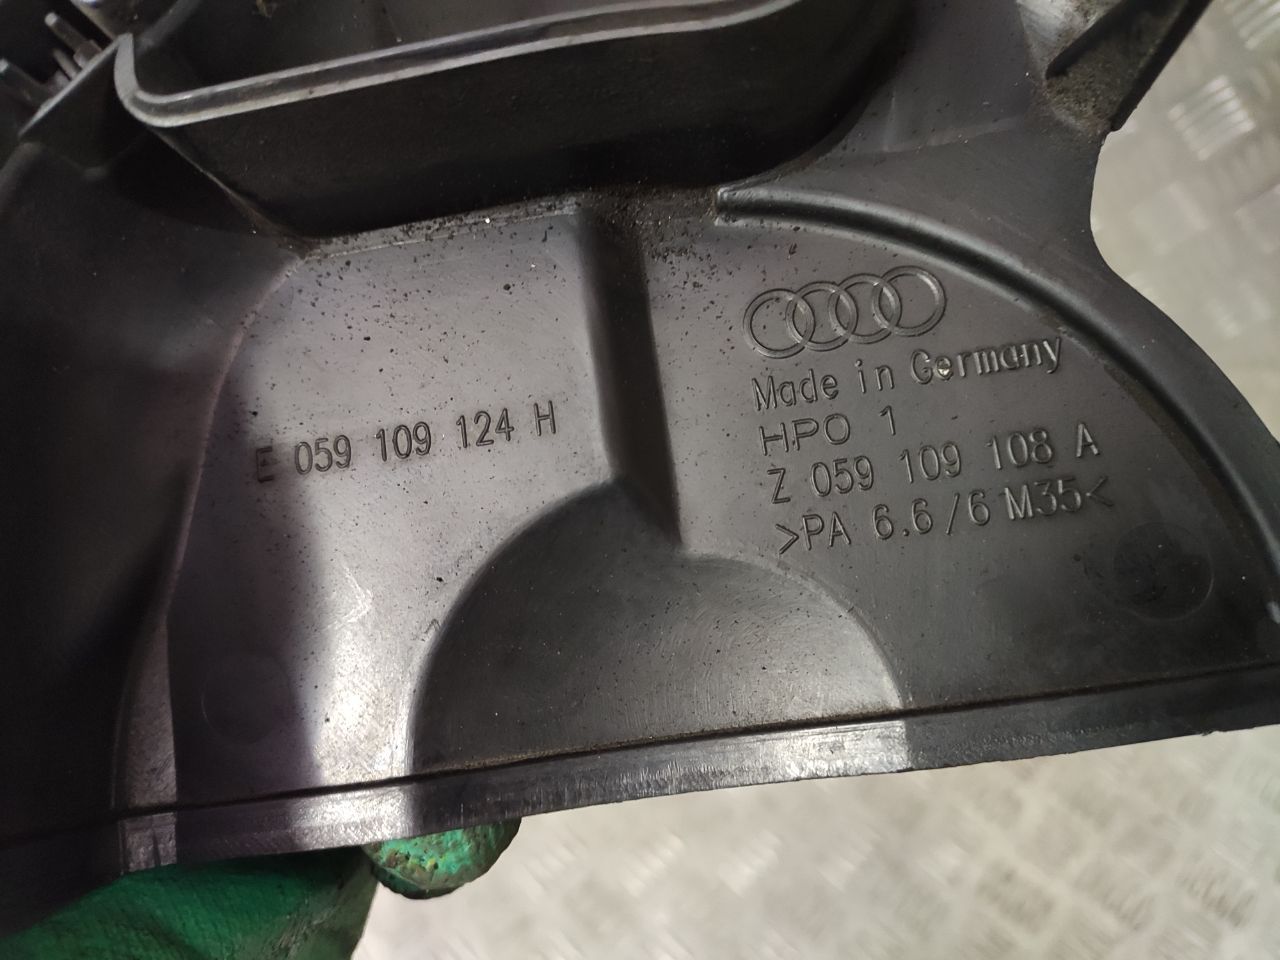 E 059 109 124 H
Made in Germany
HPO 1
Z 059 109 108 A
>PA 6.6/6 M35<